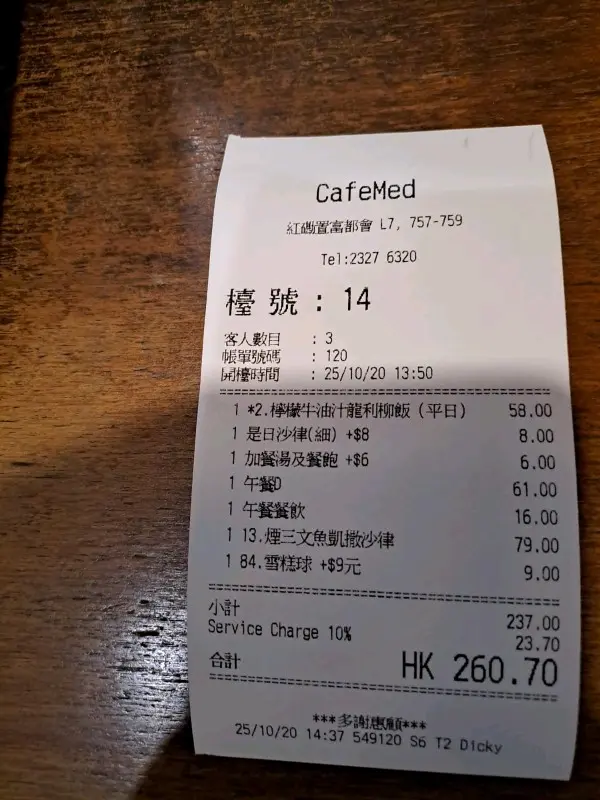 CafeMed
紅磡置富都會 L7, 757-759
Tel:2327 6320
檯 號 : 14
客人數目 : 3
帳單號碼 : 120
開檯時間 : 25/10/20 13:50
1 *2.檸檬牛油汁龍利柳飯 (平日) 58.00
1 是日沙律(細) +$8 8.00
1 加餐湯及餐飽 +$6 6.00
1 午餐D 61.00
1 午餐餐飲 16.00
1 13.煙三文魚凱撒沙律 79.00
1 84.雪糕球 +$9元 9.00
小計 237.00
Service Charge 10% 23.70
合計 HK 260.70
***多謝惠顧***
25/10/20 14:37 549120 S6 T2 Dicky